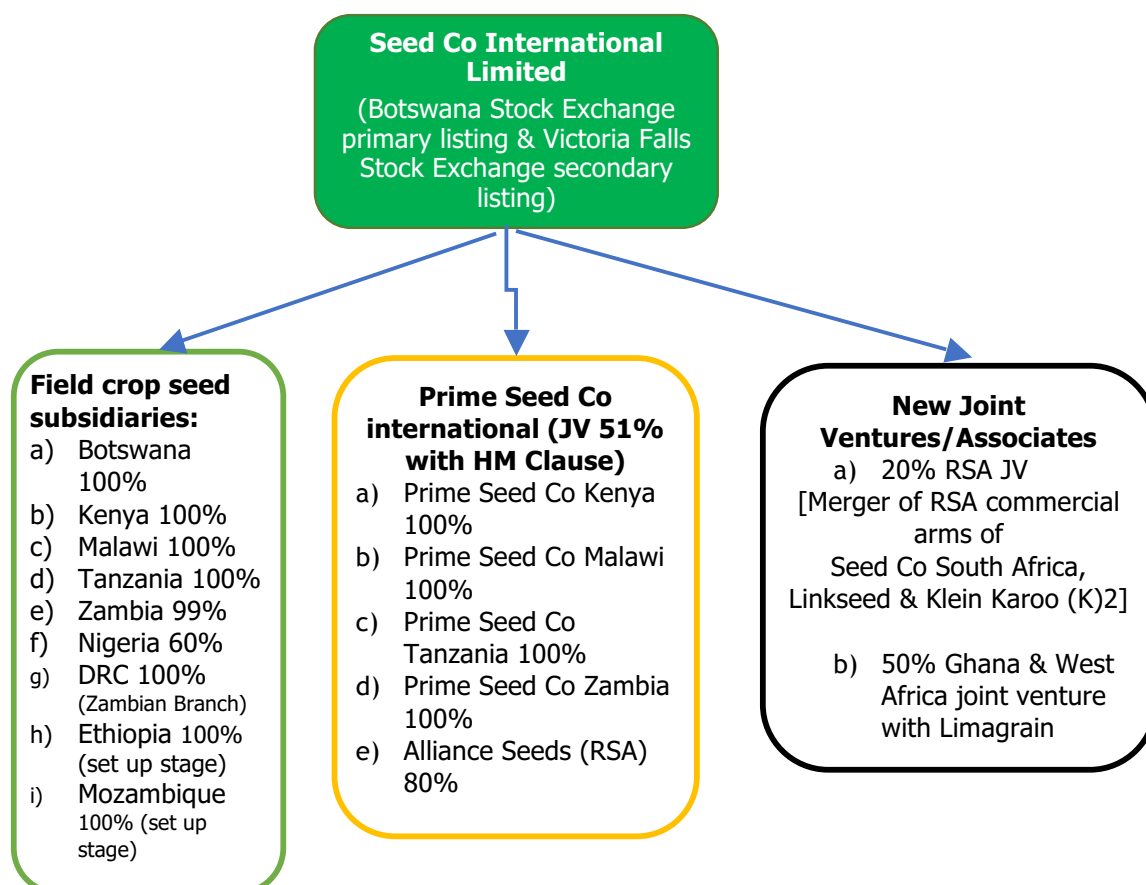 Seed Co International
Limited
(Botswana Stock Exchange
primary listing & Victoria Falls
Stock Exchange secondary
listing)
Field crop seed
subsidiaries:
a) Botswana
100%
b) Kenya 100%
c) Malawi 100%
d) Tanzania 100%
e) Zambia 99%
f) Nigeria 60%
g) DRC 100%
(Zambian Branch)
h) Ethiopia 100%
(set up stage)
i) Mozambique
100% (set up
stage)
Prime Seed Co
international (JV 51%
with HM Clause)
a) Prime Seed Co Kenya
100%
b) Prime Seed Co Malawi
100%
c) Prime Seed Co
Tanzania 100%
d) Prime Seed Co Zambia
100%
e) Alliance Seeds (RSA)
80%
New Joint
Ventures/Associates
a) 20% RSA JV
[Merger of RSA commercial
arms of
Seed Co South Africa,
Linkseed & Klein Karoo (K)2]
b) 50% Ghana & West
Africa joint venture
with Limagrain